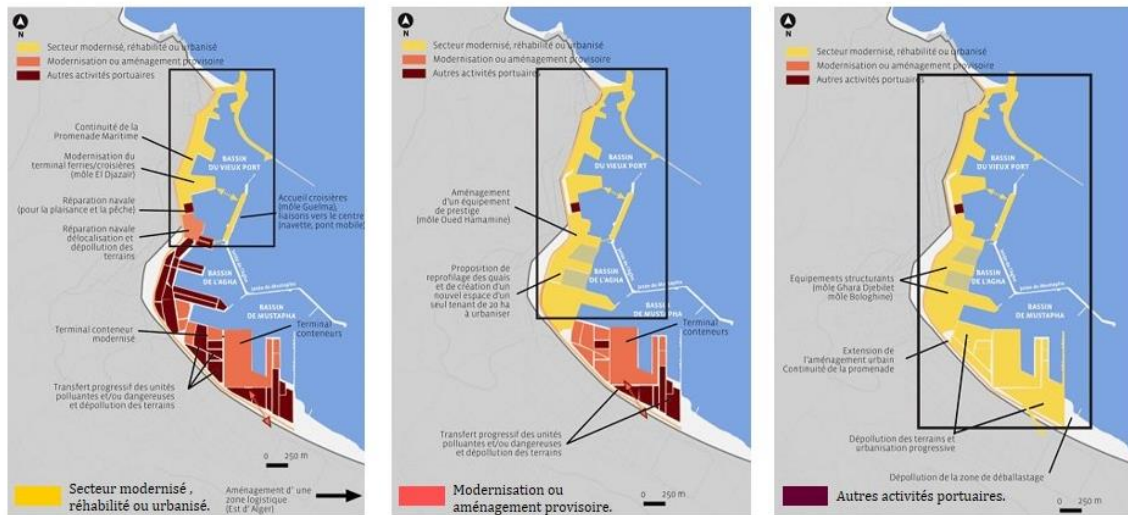 N
Secteur modernisé, réhabilité ou urbanisé
Modernisation ou aménagement provisoire
Autres activités portuaires
Continuité de la
Promenade Maritime
Modernisation du
terminal ferries/croisières
(môle El Djazair)
Réparation navale
(pour la plaisance et la pêche)
Réparation navale
délocalisation et
dépollution des
terrains
BASSIN
DU VIEUX PORT
Accueil croisières
(môle Guelma),
liaisons vers le centre
(navette, pont mobile)
BASSIN
DE L'AGHA
BASSIN
DE MUSTAPHA
Terminal conteneur
modernisé
Terminal
conteneurs
Transfert progressif des unités
polluantes et/ou dangereuses
et dépollution des terrains
0 250 m
Secteur modernisé ,
réhabilité ou urbanisé.
Aménagement d' une
zone logistique
(Est d' Alger)
N
Secteur modernisé, réhabilité ou urbanisé
Modernisation ou aménagement provisoire
Autres activités portuaires
BASSIN
DU VIEUX PORT
Aménagement
d'un équipement
de prestige
(môle Oued Hamamine)
Proposition de
reprofilage des quais
et de création d'un
nouvel espace d'un
seul tenant de 20 ha
à urbaniser
BASSIN
DE L'AGHA
Jetée de Mustapha
BASSIN
DE MUSTAPHA
Terminal
conteneurs
Transfert progressif des unités
polluantes et/ou dangereuses
et dépollution des terrains
0 250 m
Modernisation ou
aménagement provisoire.
N
Secteur modernisé, réhabilité ou urbanisé
Modernisation ou aménagement provisoire
Autres activités portuaires
BASSIN
DU VIEUX PORT
Equipements structurants
(môle Ghara Djebilet
môle Bologhine)
BASSIN
DE L'AGHA
Jetée de Mustapha
BASSIN
DE MUSTAPHA
Extension de
l'aménagement urbain
Continuité de la promenade
Dépollution des terrains et
urbanisation progressive
Dépollution de la zone de déballastage
0 250 m
Autres activités portuaires.